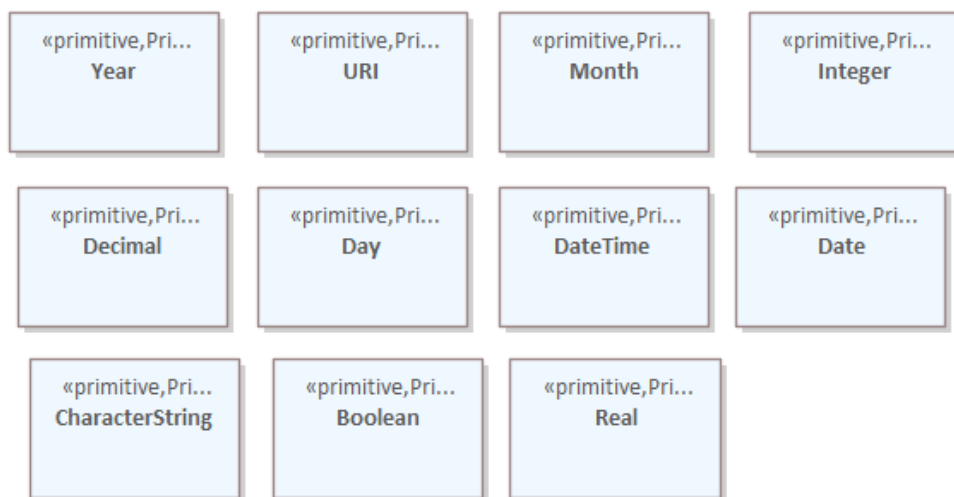 «primitive,Pri...
Year
«primitive,Pri...
URI
«primitive,Pri...
Month
«primitive,Pri...
Integer
«primitive,Pri...
Decimal
«primitive,Pri...
Day
«primitive,Pri...
DateTime
«primitive,Pri...
Date
«primitive,Pri...
CharacterString
«primitive,Pri...
Boolean
«primitive,Pri...
Real